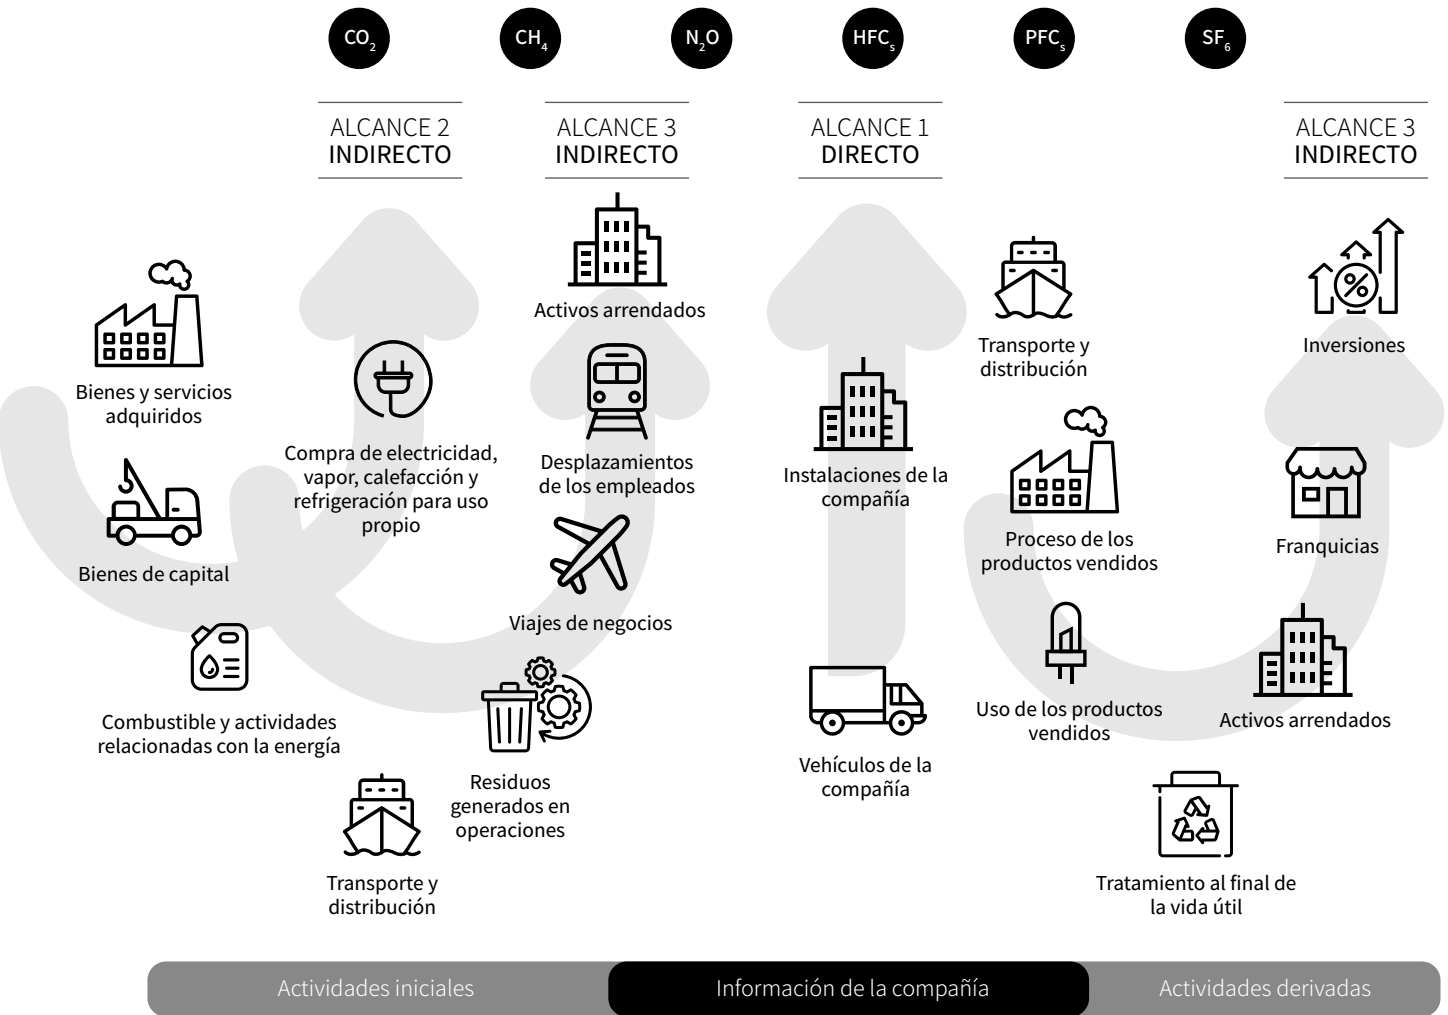 CO₂
CH₄
N₂O
HFCₛ
PFCₛ
SF₆
ALCANCE 2
INDIRECTO
ALCANCE 3
INDIRECTO
ALCANCE 1
DIRECTO
ALCANCE 3
INDIRECTO
Bienes y servicios
adquiridos
Bienes de capital
Combustible y actividades
relacionadas con la energía
Transporte y
distribución
Compra de electricidad,
vapor, calefacción y
refrigeración para uso
propio
Activos arrendados
Desplazamientos
de los empleados
Viajes de negocios
Residuos
generados en
operaciones
Instalaciones de la
compañía
Vehículos de la
compañía
Transporte y
distribución
Proceso de los
productos vendidos
Uso de los productos
vendidos
Tratamiento al final de
la vida útil
Inversiones
%
Franquicias
Activos arrendados
Actividades iniciales
Información de la compañía
Actividades derivadas